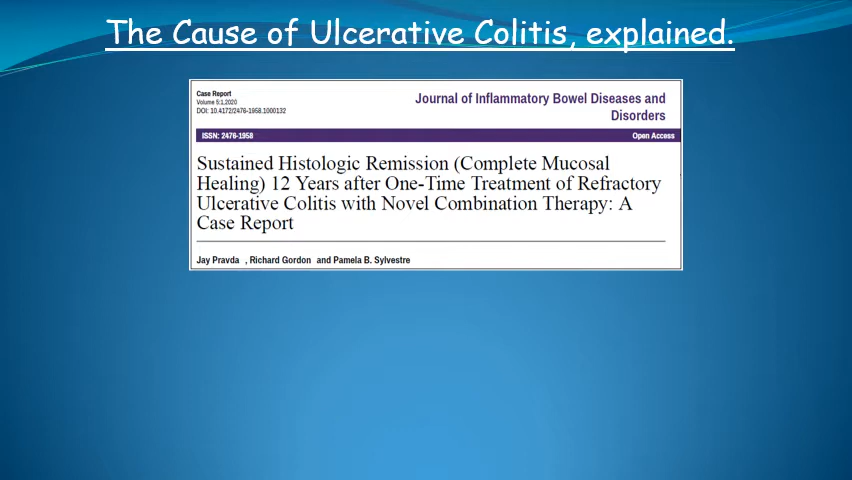 The Cause of Ulcerative Colitis, explained.
Case Report
Volume 5:1,2020
DOI: 10.4172/2476-1958.1000132
Journal of Inflammatory Bowel Diseases and
Disorders
ISSN: 2476-1958 Open Access
Sustained Histologic Remission (Complete Mucosal
Healing) 12 Years after One-Time Treatment of Refractory
Ulcerative Colitis with Novel Combination Therapy: A
Case Report
Jay Pravda , Richard Gordon and Pamela B. Sylvestre